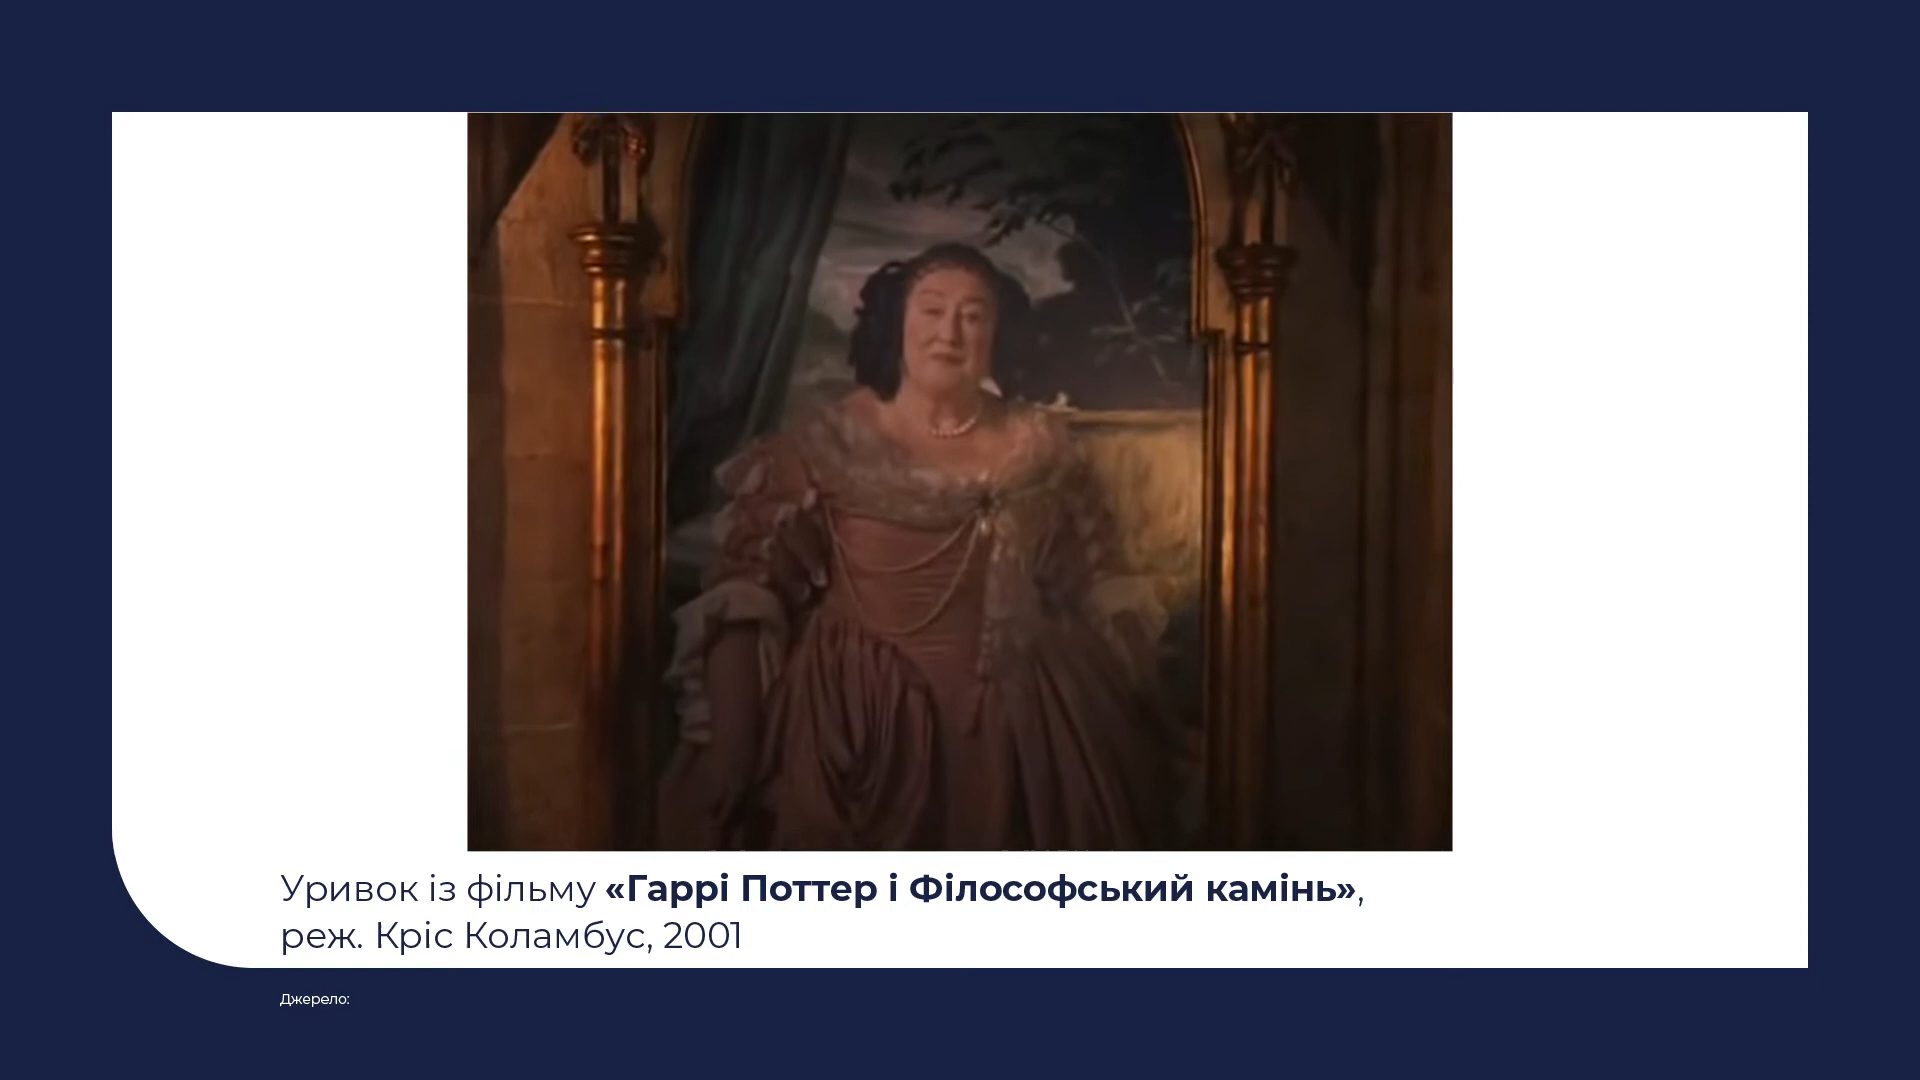 Уривок із фільму «Гаррі Поттер і Філософський камінь»,
реж. Кріс Коламбус, 2001
Джерело: